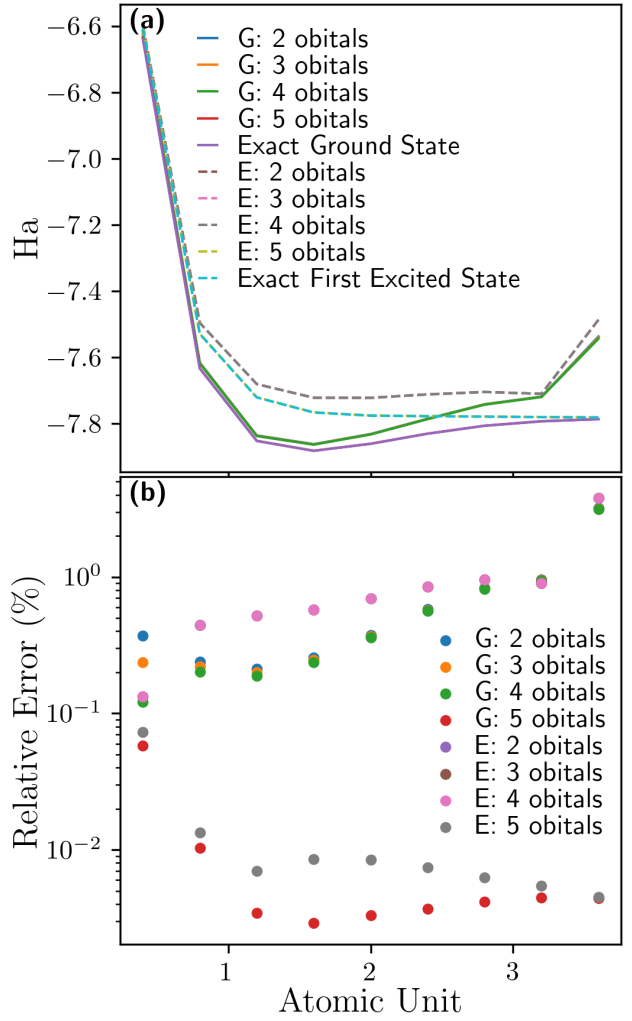 (a)
−6.6
−6.8
−7.0
−7.2
−7.4
−7.6
−7.8
Ha
G: 2 obitals
G: 3 obitals
G: 4 obitals
G: 5 obitals
Exact Ground State
E: 2 obitals
E: 3 obitals
E: 4 obitals
E: 5 obitals
Exact First Excited State
(b)
10⁰
10⁻¹
10⁻²
Relative Error (%)
G: 2 obitals
G: 3 obitals
G: 4 obitals
G: 5 obitals
E: 2 obitals
E: 3 obitals
E: 4 obitals
E: 5 obitals
1 2 3
Atomic Unit